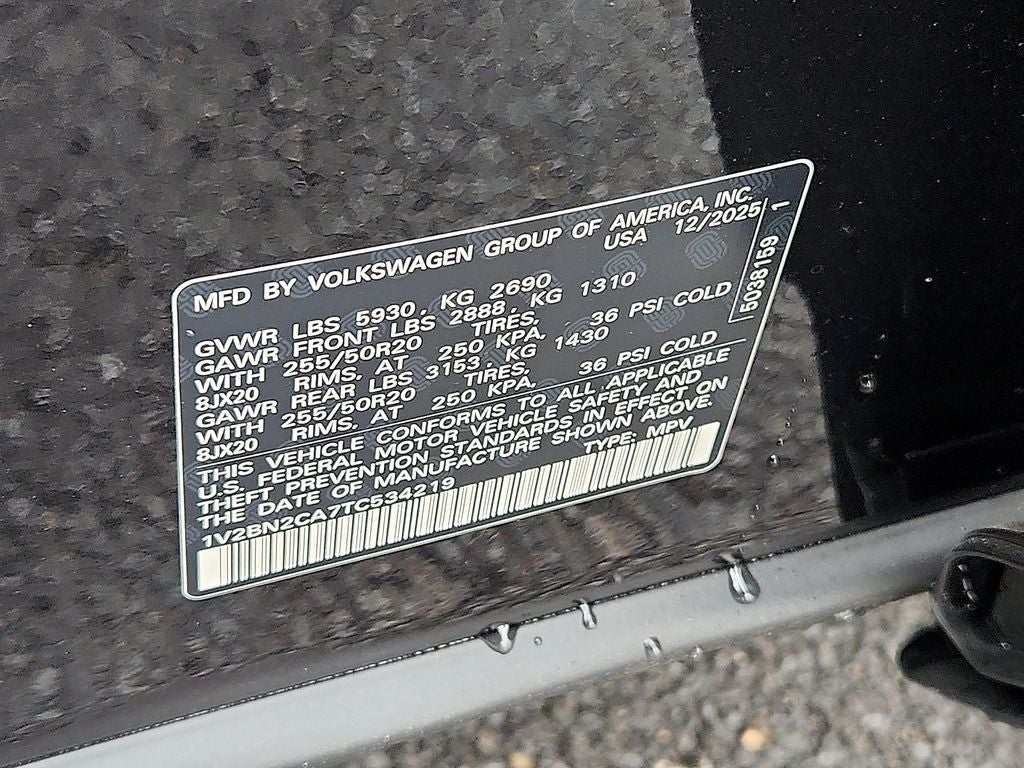 MFD BY VOLKSWAGEN GROUP OF AMERICA, INC.
USA 12/2025
GVWR LBS 5930, KG 2690
GAWR FRONT LBS 2888, KG 1310
WITH 255/50R20 TIRES,
8JX20 RIMS, AT 250 KPA, 36 PSI COLD
GAWR REAR LBS 3153, KG 1430
WITH 255/50R20 TIRES,
8JX20 RIMS, AT 250 KPA, 36 PSI COLD
THIS VEHICLE CONFORMS TO ALL APPLICABLE
U.S. FEDERAL MOTOR VEHICLE SAFETY AND
THEFT PREVENTION STANDARDS IN EFFECT ON
THE DATE OF MANUFACTURE SHOWN ABOVE.
1V2BN2CA7TC534219 TYPE: MPV
5038159 1